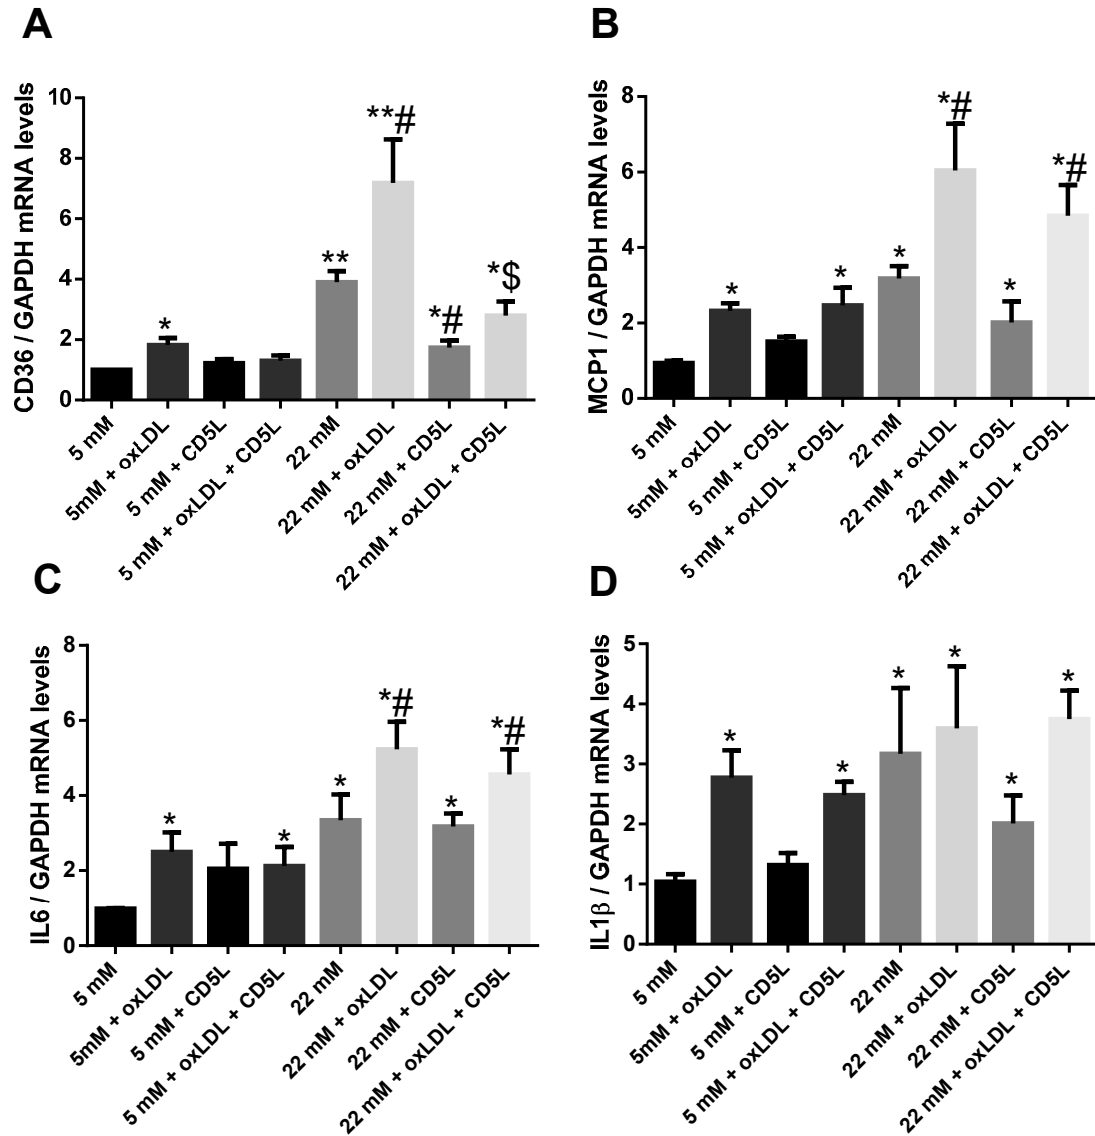 A
CD36 / GAPDH mRNA levels
10
8
6
4
2
0
*
**
**#
*#
*$
5 mM
5mM + oxLDL
5 mM + CD5L
5 mM + oxLDL + CD5L
22 mM
22 mM + oxLDL
22 mM + CD5L
22 mM + oxLDL + CD5L
B
MCP1 / GAPDH mRNA levels
8
6
4
2
0
*
*
*
*#
*
*#
5 mM
5mM + oxLDL
5 mM + CD5L
5 mM + oxLDL + CD5L
22 mM
22 mM + oxLDL
22 mM + CD5L
22 mM + oxLDL + CD5L
C
IL6 / GAPDH mRNA levels
8
6
4
2
0
*
*
*
*#
*
*#
5 mM
5mM + oxLDL
5 mM + CD5L
5 mM + oxLDL + CD5L
22 mM
22 mM + oxLDL
22 mM + CD5L
22 mM + oxLDL + CD5L
D
IL1β / GAPDH mRNA levels
5
4
3
2
1
0
*
*
*
*
*
*
5 mM
5mM + oxLDL
5 mM + CD5L
5 mM + oxLDL + CD5L
22 mM
22 mM + oxLDL
22 mM + CD5L
22 mM + oxLDL + CD5L